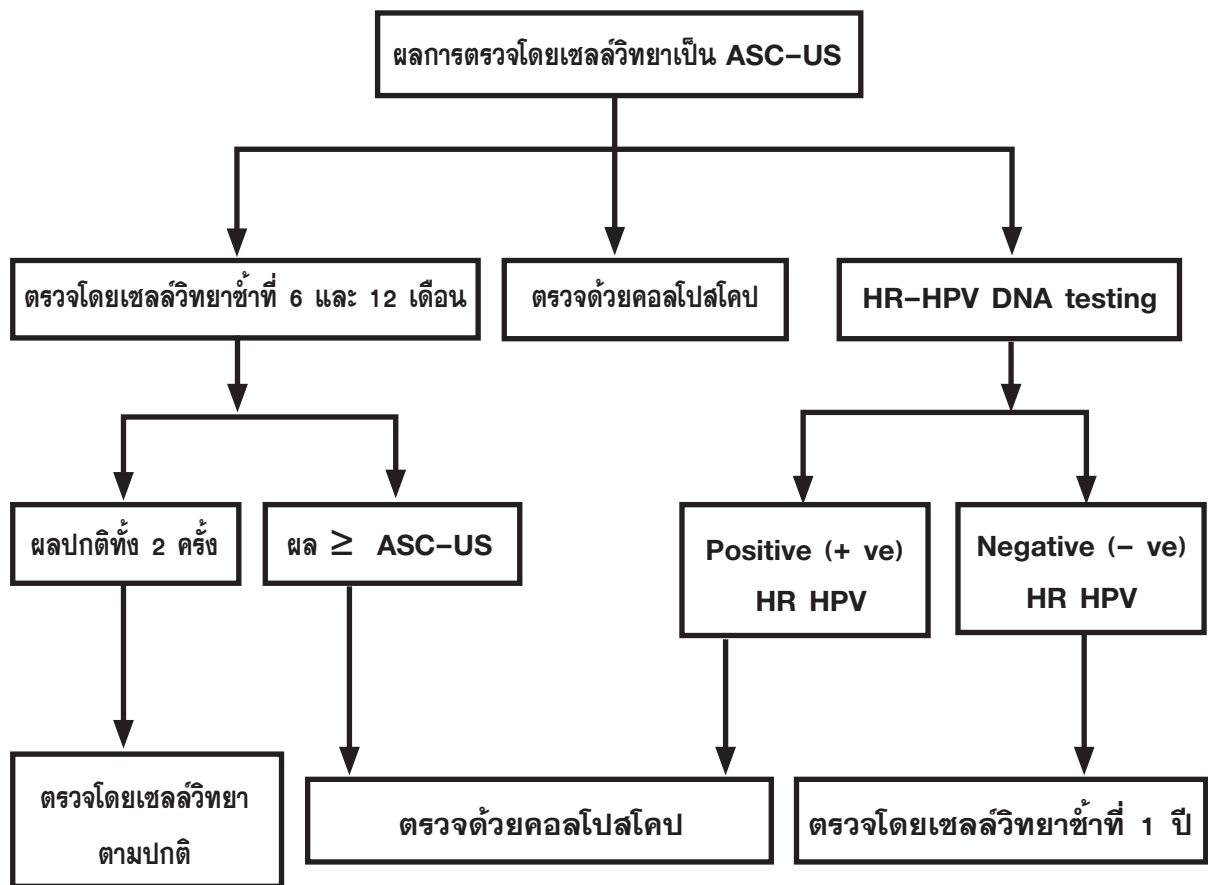 ผลการตรวจโดยเซลล์วิทยาเป็น ASC-US
ตรวจโดยเซลล์วิทยาซ้ำที่ 6 และ 12 เดือน
ตรวจด้วยคอลโปสโคป
HR-HPV DNA testing
ผลปกติทั้ง 2 ครั้ง
ผล ≥ ASC-US
Positive (+ ve)
HR HPV
Negative (- ve)
HR HPV
ตรวจโดยเซลล์วิทยา
ตามปกติ
ตรวจด้วยคอลโปสโคป
ตรวจโดยเซลล์วิทยาซ้ำที่ 1 ปี